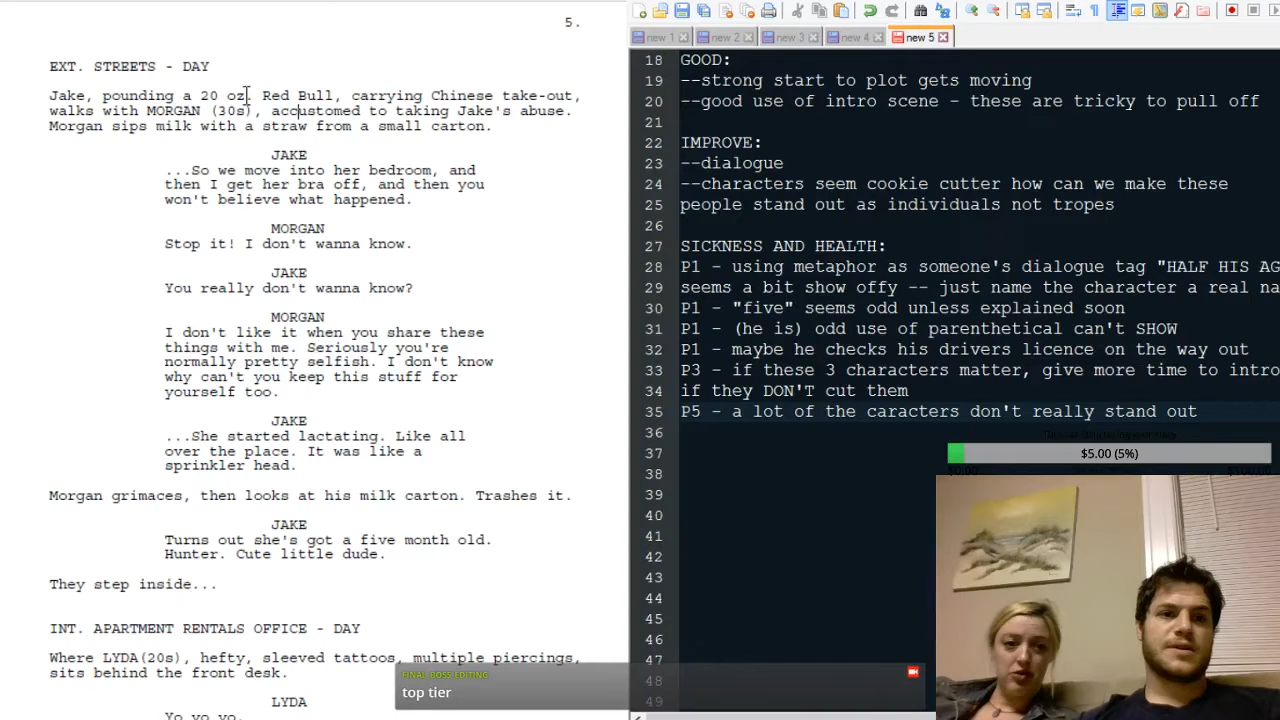 5.
EXT. STREETS - DAY
Jake, pounding a 20 oz. Red Bull, carrying Chinese take-out,
walks with MORGAN (30s), accustomed to taking Jake's abuse.
Morgan sips milk with a straw from a small carton.
JAKE
...So we move into her bedroom, and
then I get her bra off, and then you
won't believe what happened.
MORGAN
Stop it! I don't wanna know.
JAKE
You really don't wanna know?
MORGAN
I don't like it when you share these
things with me. Seriously you're
normally pretty selfish. I don't know
why can't you keep this stuff for
yourself too.
JAKE
...She started lactating. Like all
over the place. It was like a
sprinkler head.
Morgan grimaces, then looks at his milk carton. Trashes it.
JAKE
Turns out she's got a five month old.
Hunter. Cute little dude.
They step inside...
INT. APARTMENT RENTALS OFFICE - DAY
Where LYDA(20s), hefty, sleeved tattoos, multiple piercings,
sits behind the front desk.
LYDA
Yo yo yo.
new 1
new 2
new 3
new 4
new 5
18 GOOD:
19 --strong start to plot gets moving
20 --good use of intro scene - these are tricky to pull off
21
22 IMPROVE:
23 --dialogue
24 --characters seem cookie cutter how can we make these
25 people stand out as individuals not tropes
26
27 SICKNESS AND HEALTH:
28 P1 - using metaphor as someone's dialogue tag "HALF HIS AG
29 seems a bit show offy -- just name the character a real na
30 P1 - "five" seems odd unless explained soon
31 P1 - (he is) odd use of parenthetical can't SHOW
32 P1 - maybe he checks his drivers licence on the way out
33 P3 - if these 3 characters matter, give more time to intro
34 if they DON'T cut them
35 P5 - a lot of the caracters don't really stand out
36
37
38
39
40
41
42
43
44
45
46
47
48
49
$5.00 (5%)
FINAL_BOSS_EDITING
top tier